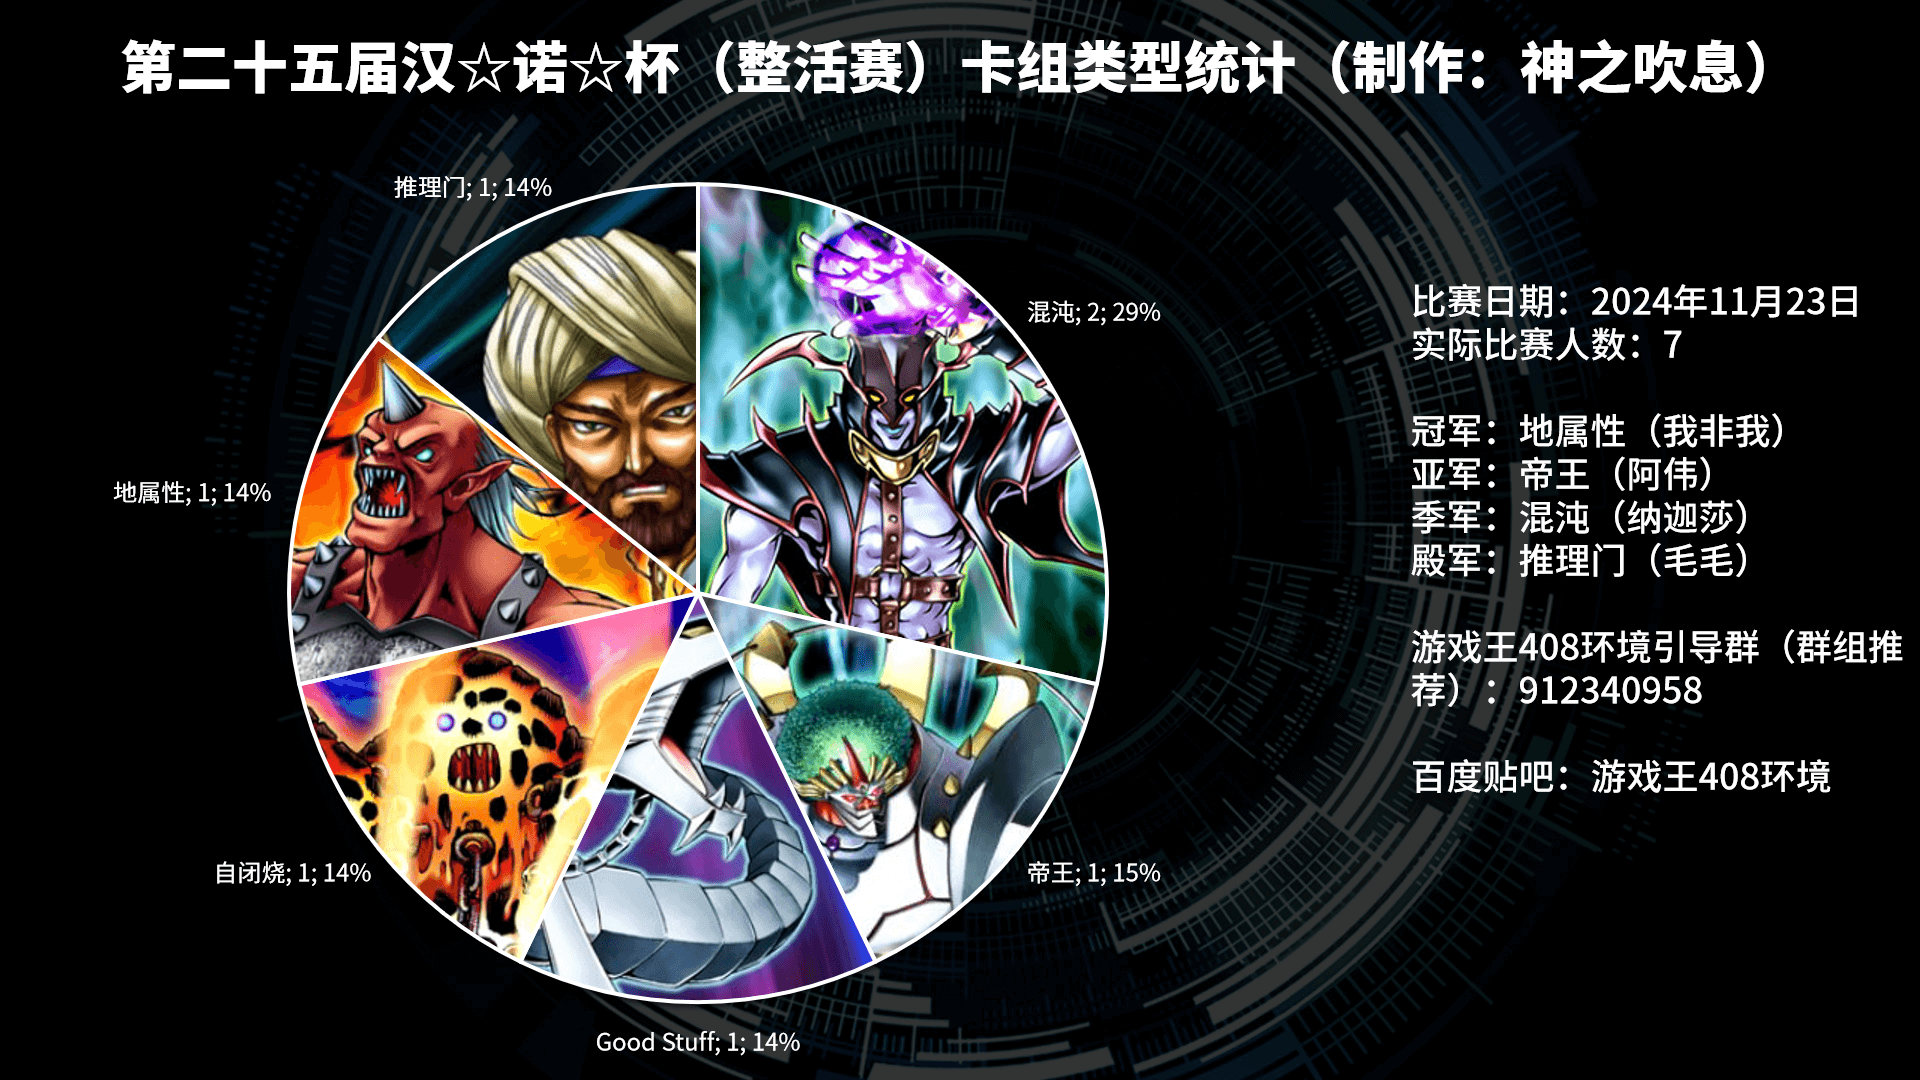 第二十五届汉☆诺☆杯（整活赛）卡组类型统计（制作：神之吹息）
推理门; 1; 14%
混沌; 2; 29%
地属性; 1; 14%
自闭烧; 1; 14%
帝王; 1; 15%
Good Stuff; 1; 14%
比赛日期：2024年11月23日
实际比赛人数：7
冠军：地属性（我非我）
亚军：帝王（阿伟）
季军：混沌（纳迦莎）
殿军：推理门（毛毛）
游戏王408环境引导群（群组推
荐）：912340958
百度贴吧：游戏王408环境